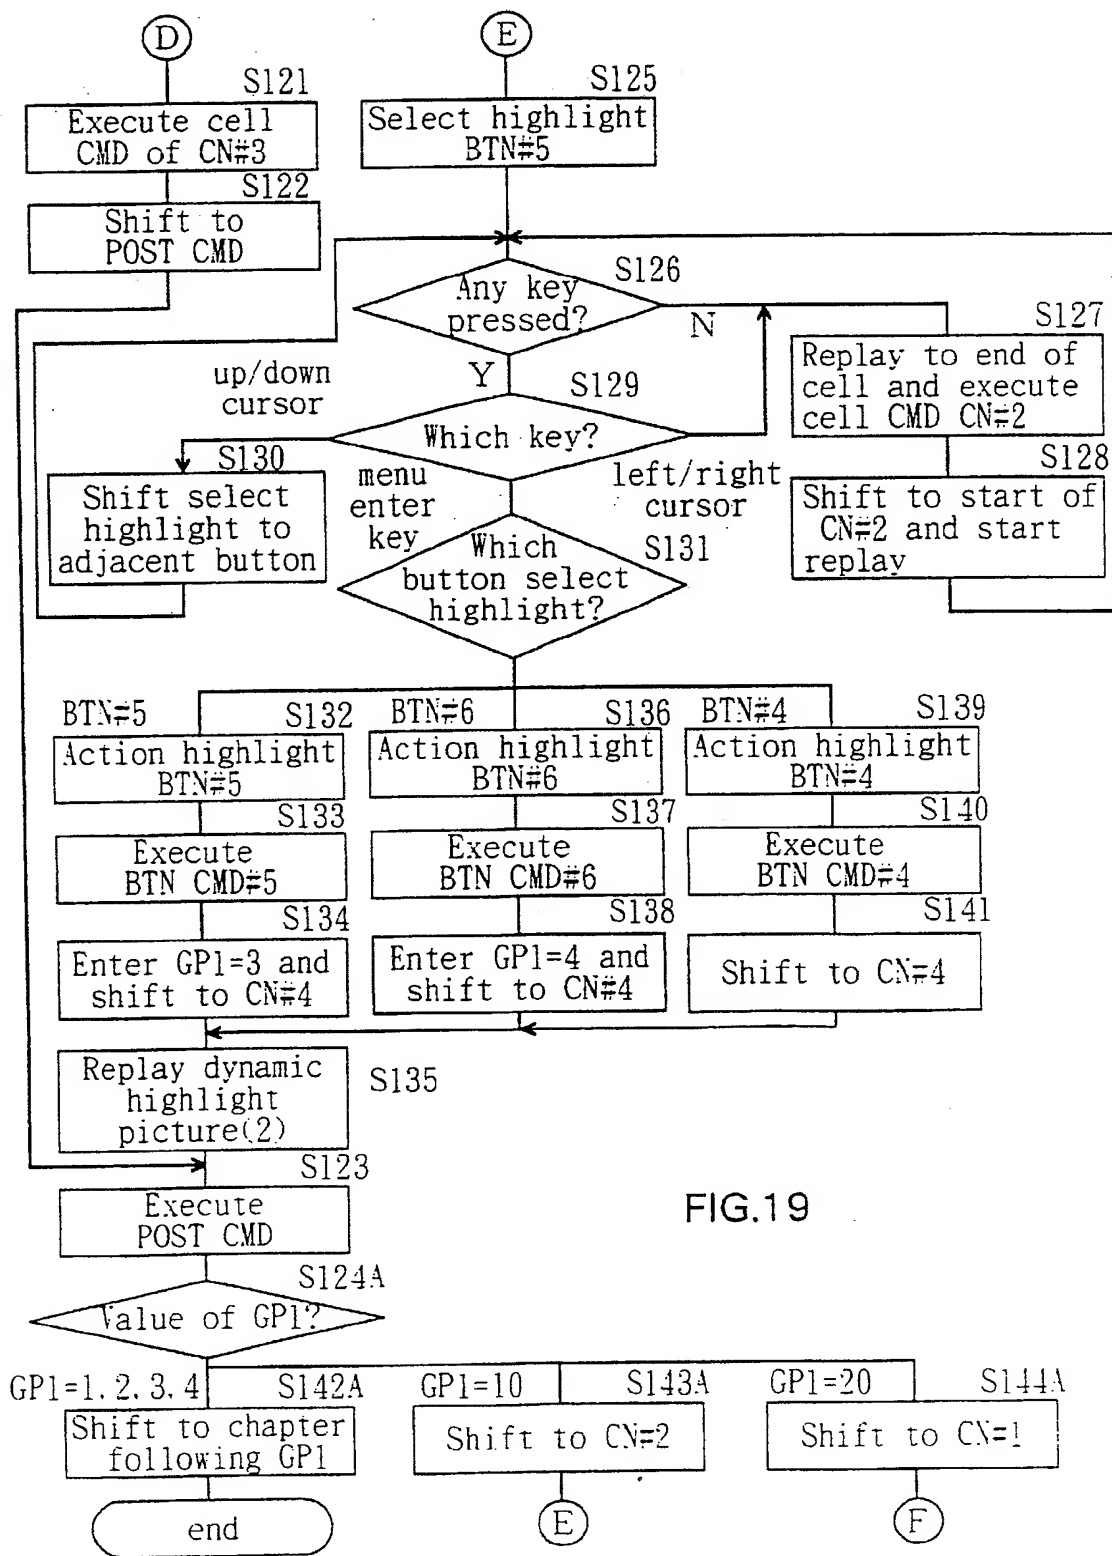 D
E
S121
Execute cell
CMD of CN#3
S125
Select highlight
BTN#5
S122
Shift to
POST CMD
S126
Any key
pressed?
N
Y
S127
Replay to end of
cell and execute
cell CMD CN#2
up/down
cursor
S129
Which key?
S130
Shift select
highlight to
adjacent button
menu
enter
key
left/right
cursor
S128
Shift to start of
CN#2 and start
replay
S131
Which
button select
highlight?
BTN#5
S132
Action highlight
BTN#5
S133
Execute
BTN CMD#5
S134
Enter GP1=3 and
shift to CN#4
BTN#6
S136
Action highlight
BTN#6
S137
Execute
BTN CMD#6
S138
Enter GP1=4 and
shift to CN#4
BTN#4
S139
Action highlight
BTN#4
S140
Execute
BTN CMD#4
S141
Shift to CN#4
Replay dynamic
highlight
picture(2)
S135
S123
Execute
POST CMD
FIG.19
S124A
Value of GP1?
GP1=1,2,3,4
S142A
Shift to chapter
following GP1
end
GP1=10
S143A
Shift to CN=2
E
GP1=20
S144A
Shift to CN=1
F